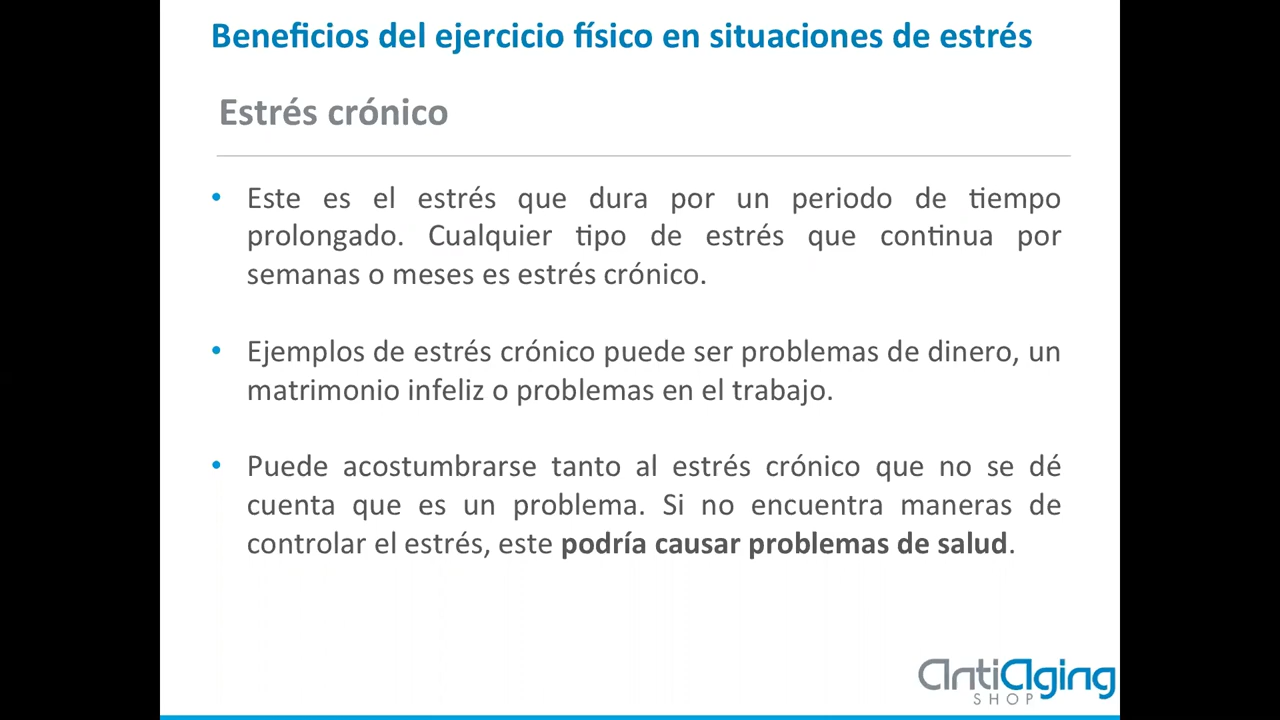 Beneficios del ejercicio físico en situaciones de estrés
Estrés crónico
• Este es el estrés que dura por un periodo de tiempo
prolongado. Cualquier tipo de estrés que continua por
semanas o meses es estrés crónico.
• Ejemplos de estrés crónico puede ser problemas de dinero, un
matrimonio infeliz o problemas en el trabajo.
• Puede acostumbrarse tanto al estrés crónico que no se dé
cuenta que es un problema. Si no encuentra maneras de
controlar el estrés, este podría causar problemas de salud.
antiaging
SHOP